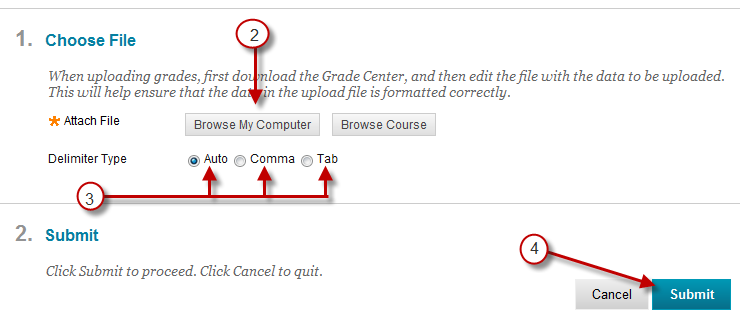 2
1. Choose File
When uploading grades, first download the Grade Center, and then edit the file with the data to be uploaded.
This will help ensure that the data in the upload file is formatted correctly.
Attach File Browse My Computer Browse Course
Delimiter Type Auto Comma Tab
3
2. Submit
4
Click Submit to proceed. Click Cancel to quit.
Cancel Submit